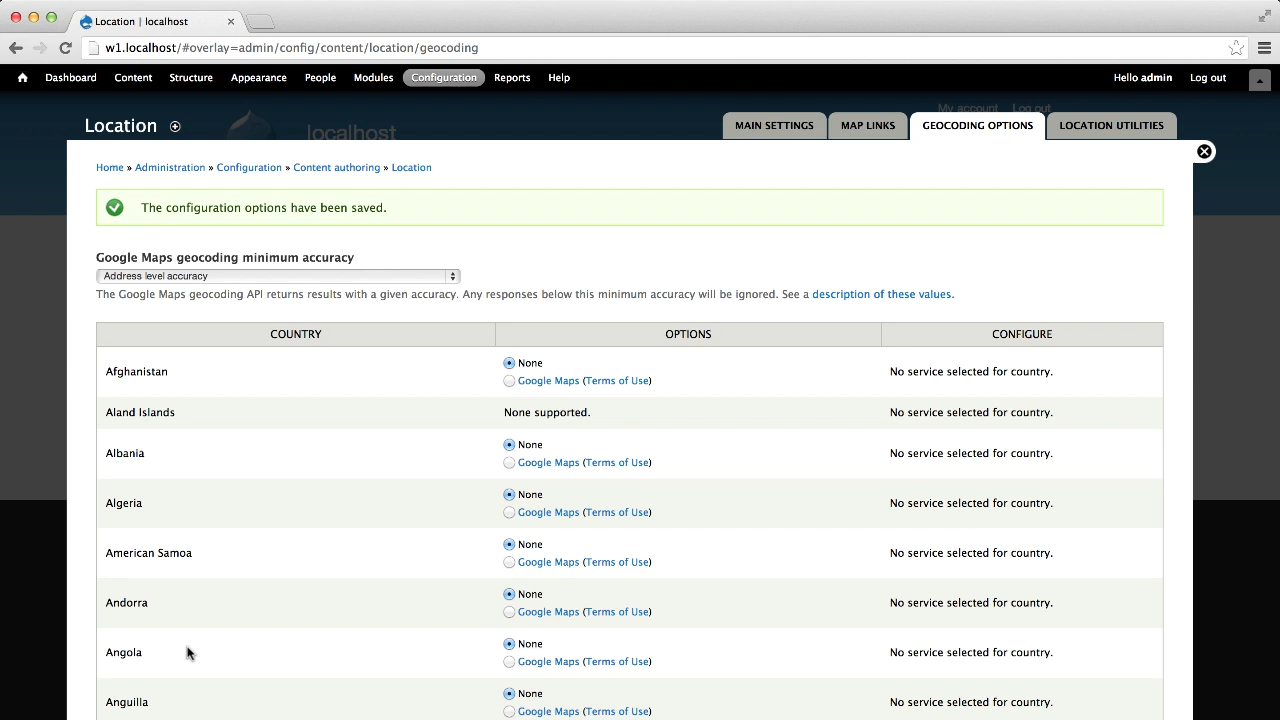 Location | localhost
w1.localhost/#overlay=admin/config/content/location/geocoding
Dashboard Content Structure Appearance People Modules Configuration Reports Help Hello admin Log out
My account Log out
localhost
Location MAIN SETTINGS MAP LINKS GEOCODING OPTIONS LOCATION UTILITIES
Home » Administration » Configuration » Content authoring » Location
The configuration options have been saved.
Google Maps geocoding minimum accuracy
Address level accuracy
The Google Maps geocoding API returns results with a given accuracy. Any responses below this minimum accuracy will be ignored. See a description of these values.
COUNTRY OPTIONS CONFIGURE
None
Afghanistan No service selected for country.
Google Maps (Terms of Use)
Aland Islands None supported. No service selected for country.
None
Albania No service selected for country.
Google Maps (Terms of Use)
None
Algeria No service selected for country.
Google Maps (Terms of Use)
None
American Samoa No service selected for country.
Google Maps (Terms of Use)
None
Andorra No service selected for country.
Google Maps (Terms of Use)
None
Angola No service selected for country.
Google Maps (Terms of Use)
None
Anguilla No service selected for country.
Google Maps (Terms of Use)